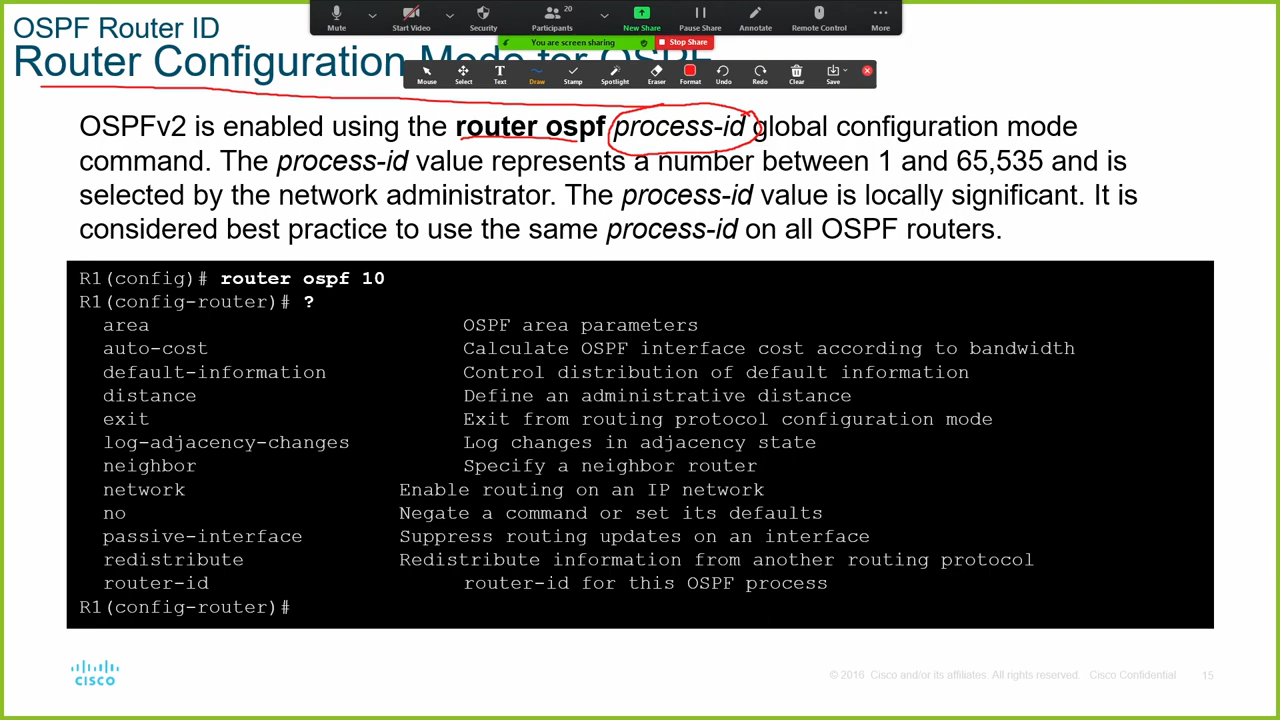 Mute
Start Video
Security
20
Participants
New Share
Pause Share
Annotate
Remote Control
More
You are screen sharing
Stop Share
Mouse
Select
Text
Draw
Stamp
Spotlight
Eraser
Format
Undo
Redo
Clear
Save
OSPF Router ID
Router Configuration Mode for OSPF
OSPFv2 is enabled using the router ospf process-id global configuration mode
command. The process-id value represents a number between 1 and 65,535 and is
selected by the network administrator. The process-id value is locally significant. It is
considered best practice to use the same process-id on all OSPF routers.
R1(config)# router ospf 10
R1(config-router)# ?
area OSPF area parameters
auto-cost Calculate OSPF interface cost according to bandwidth
default-information Control distribution of default information
distance Define an administrative distance
exit Exit from routing protocol configuration mode
log-adjacency-changes Log changes in adjacency state
neighbor Specify a neighbor router
network Enable routing on an IP network
no Negate a command or set its defaults
passive-interface Suppress routing updates on an interface
redistribute Redistribute information from another routing protocol
router-id router-id for this OSPF process
R1(config-router)#
CISCO
© 2016 Cisco and/or its affiliates. All rights reserved. Cisco Confidential 15